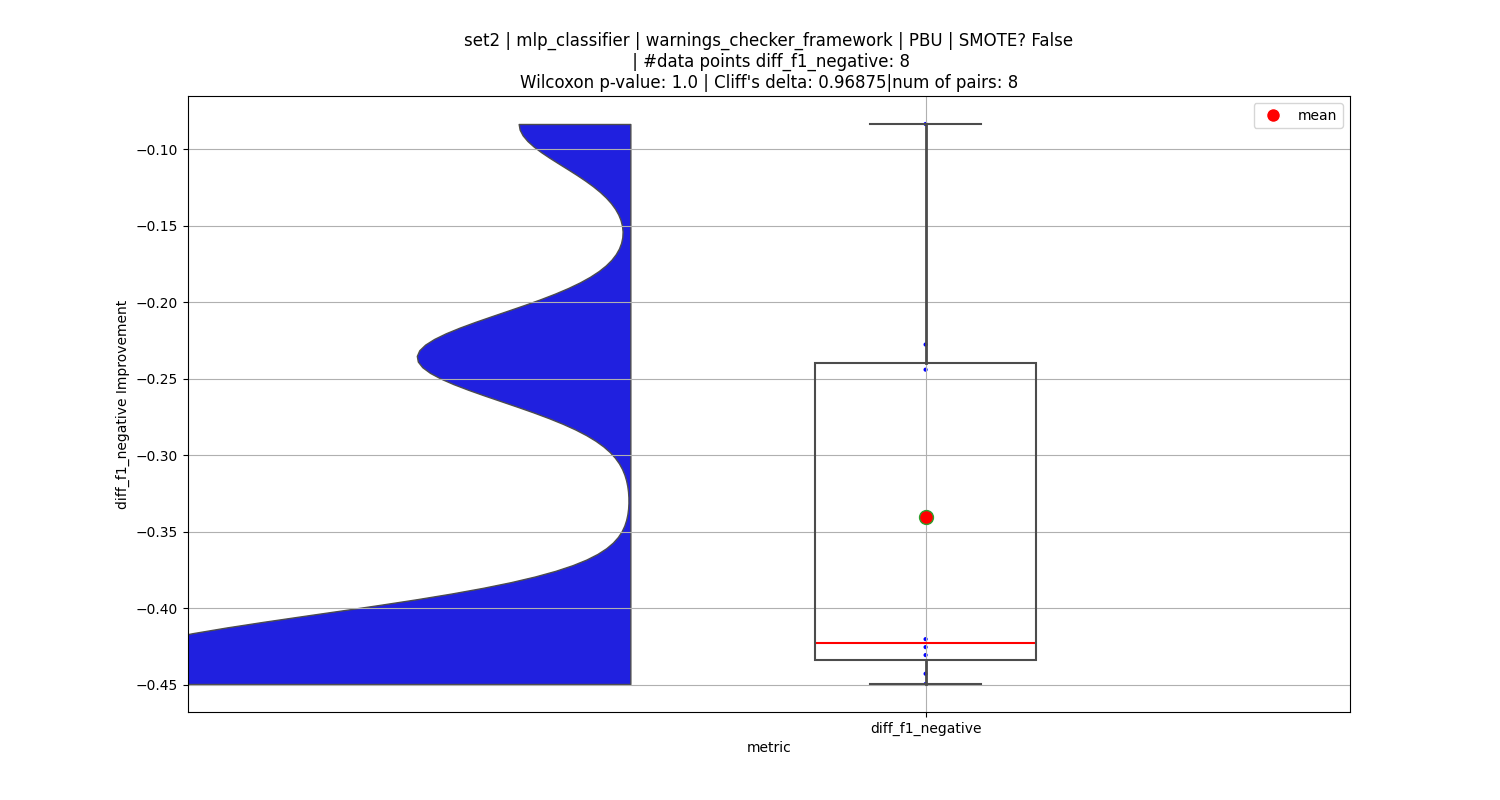 set2 | mlp_classifier | warnings_checker_framework | PBU | SMOTE? False
| #data points diff_f1_negative: 8
Wilcoxon p-value: 1.0 | Cliff's delta: 0.96875|num of pairs: 8
mean
−0.10
−0.15
−0.20
−0.25
−0.30
−0.35
−0.40
−0.45
diff_f1_negative Improvement
diff_f1_negative
metric